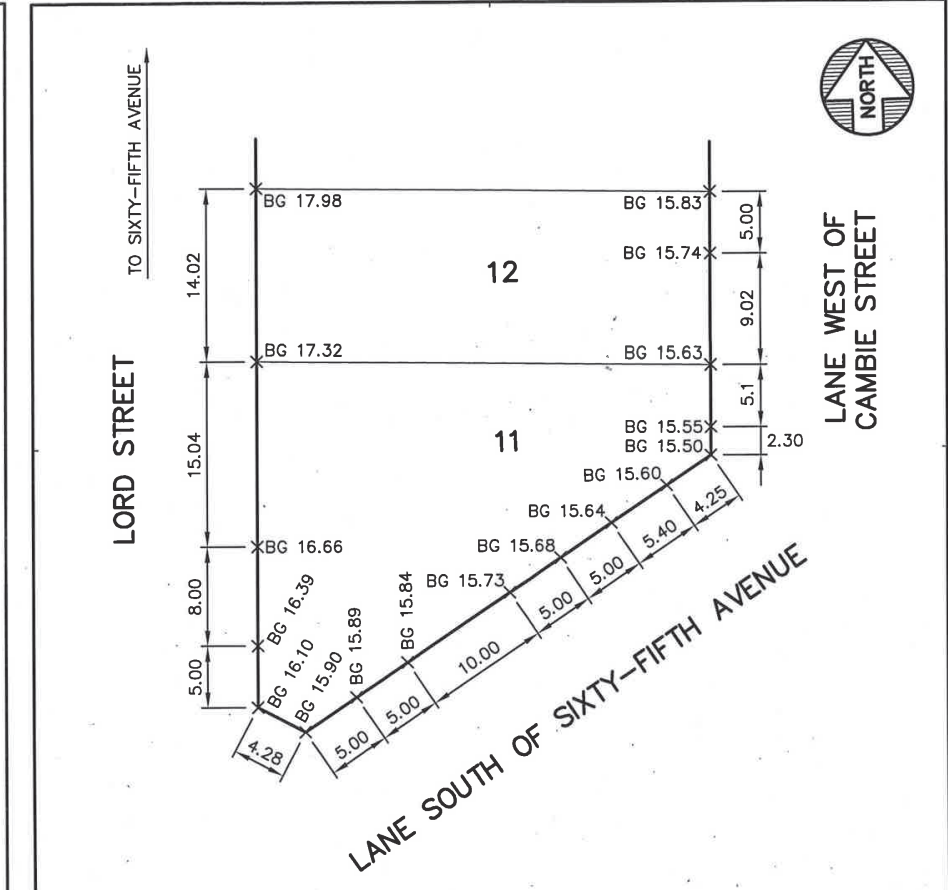 TO SIXTY-FIFTH AVENUE
NORTH
BG 17.98
BG 15.83
5.00
14.02
BG 15.74
12
9.02
LANE WEST OF
CAMBIE STREET
BG 17.32
BG 15.63
LORD STREET
5.1
11
BG 15.55
BG 15.50
2.30
15.04
BG 15.60
4.25
BG 15.64
5.40
BG 16.66
BG 15.68
5.00
BG 15.73
5.00
8.00
BG 16.39
BG 15.84
BG 15.89
10.00
5.00
BG 16.10
BG 15.90
5.00
5.00
4.28
LANE SOUTH OF SIXTY-FIFTH AVENUE